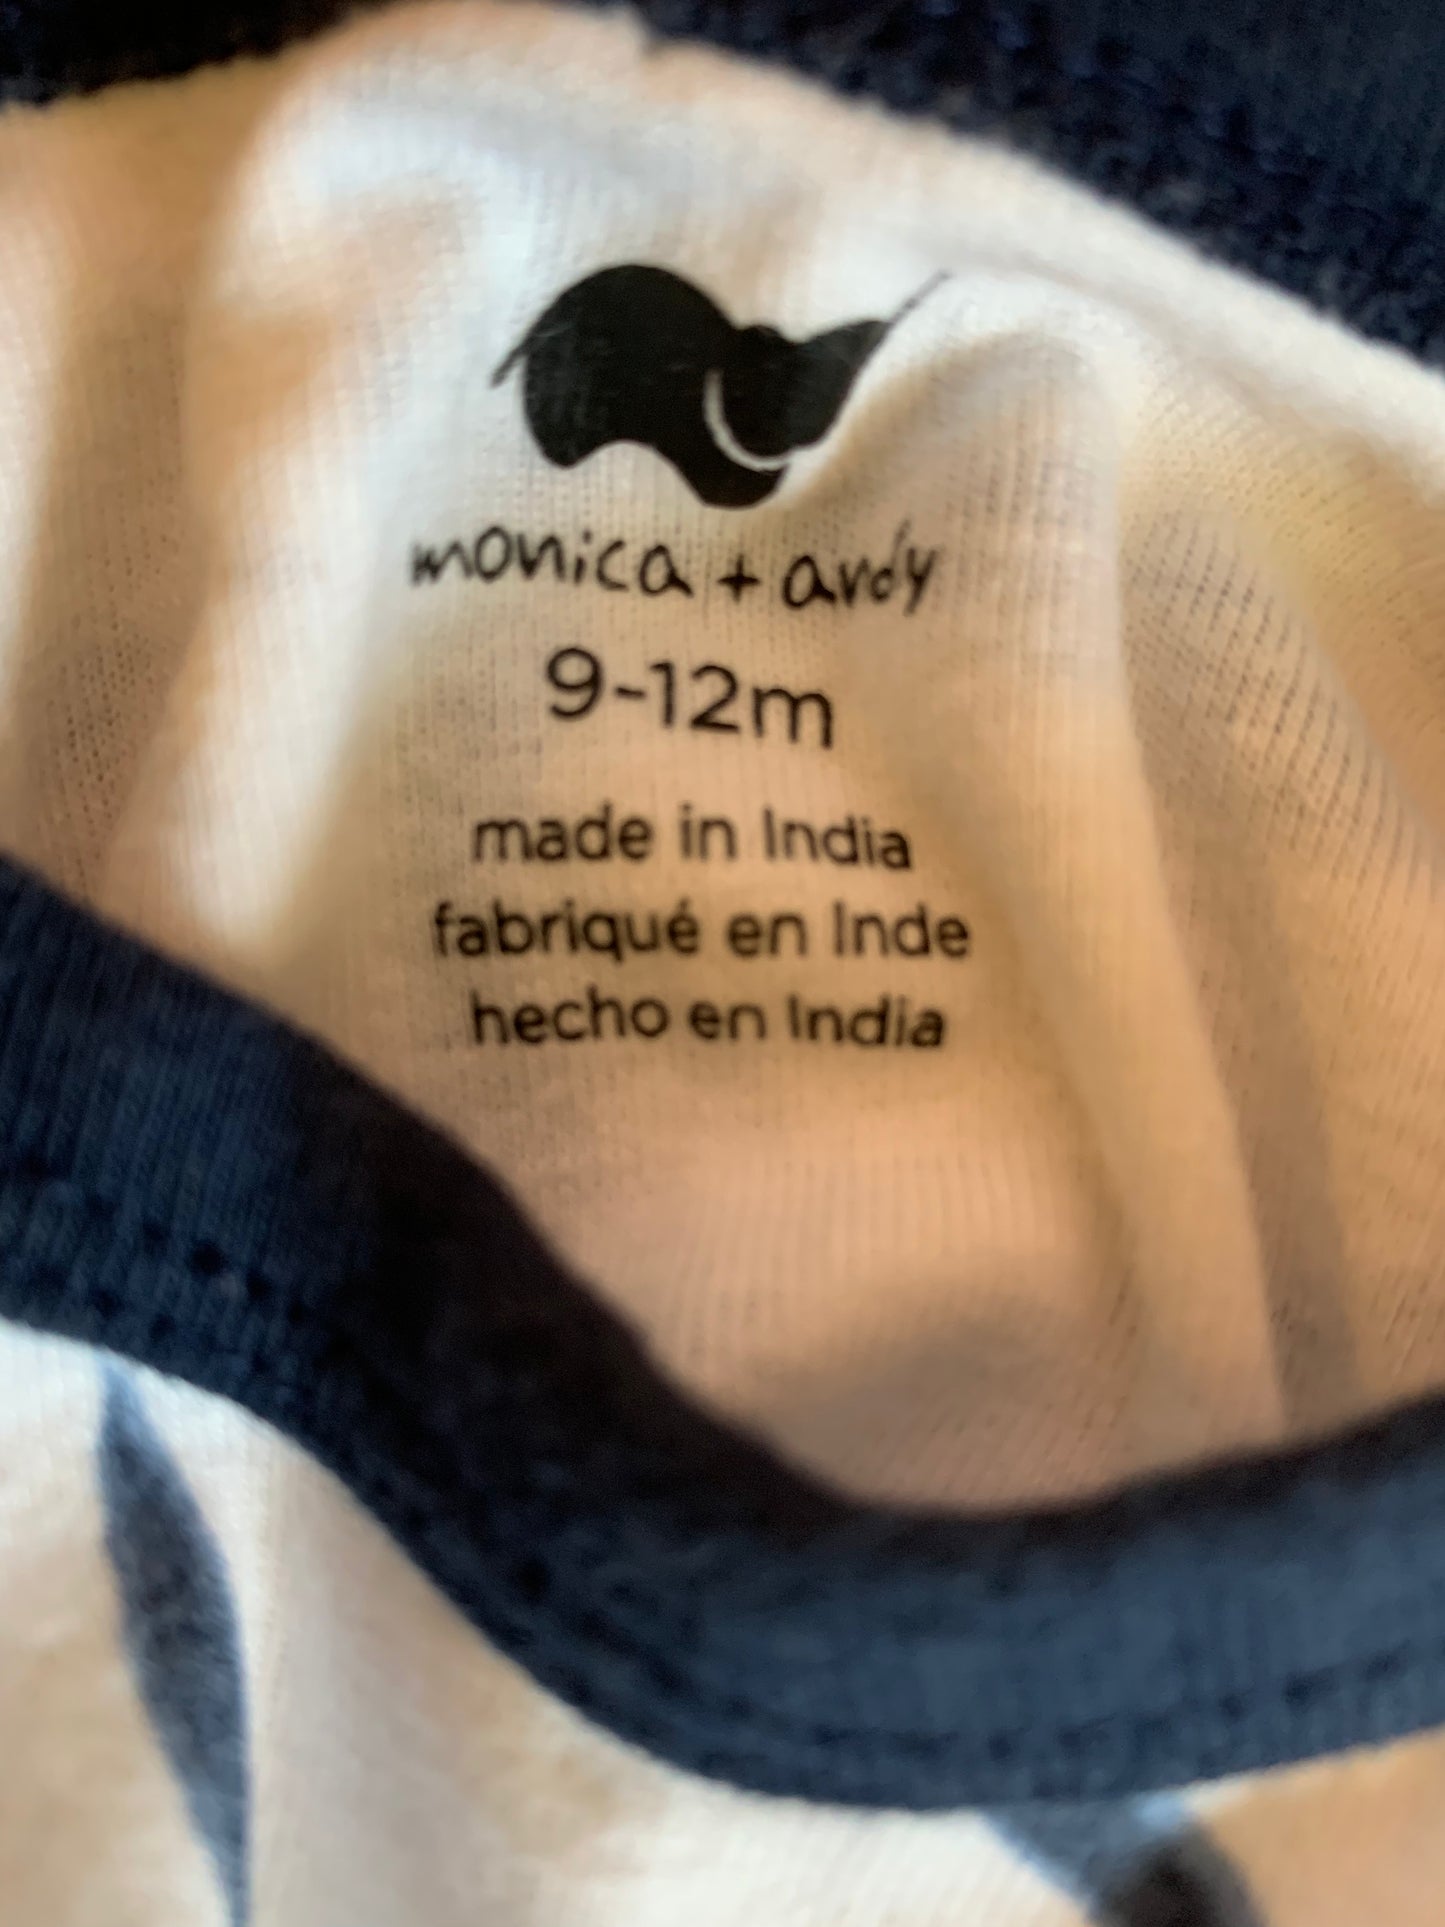 monica + andy
9-12m
made in India
fabriqué en Inde
hecho en India